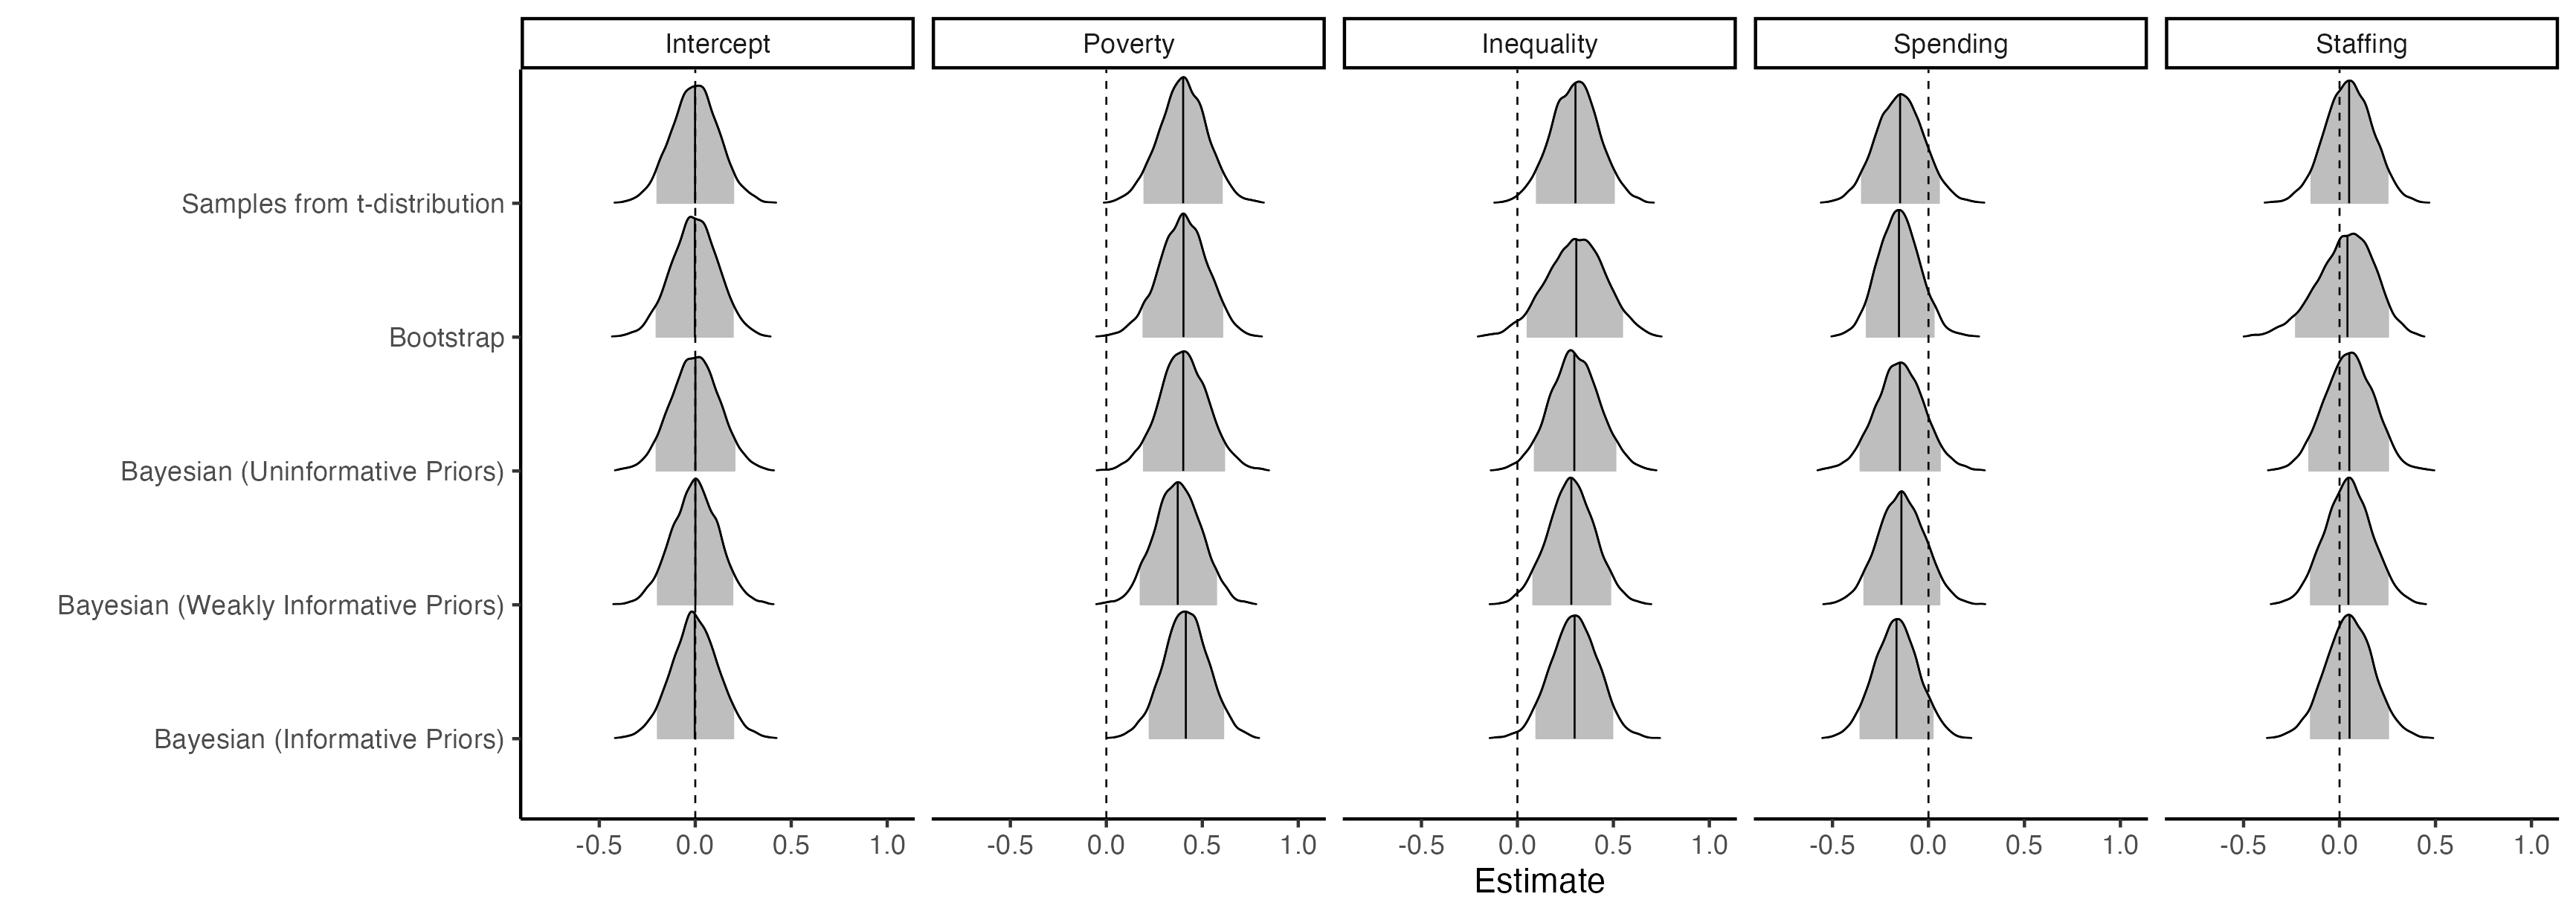 Intercept Poverty Inequality Spending Staffing
Samples from t-distribution
Bootstrap
Bayesian (Uninformative Priors)
Bayesian (Weakly Informative Priors)
Bayesian (Informative Priors)
-0.5 0.0 0.5 1.0 -0.5 0.0 0.5 1.0 -0.5 0.0 0.5 1.0 -0.5 0.0 0.5 1.0 -0.5 0.0 0.5 1.0
Estimate